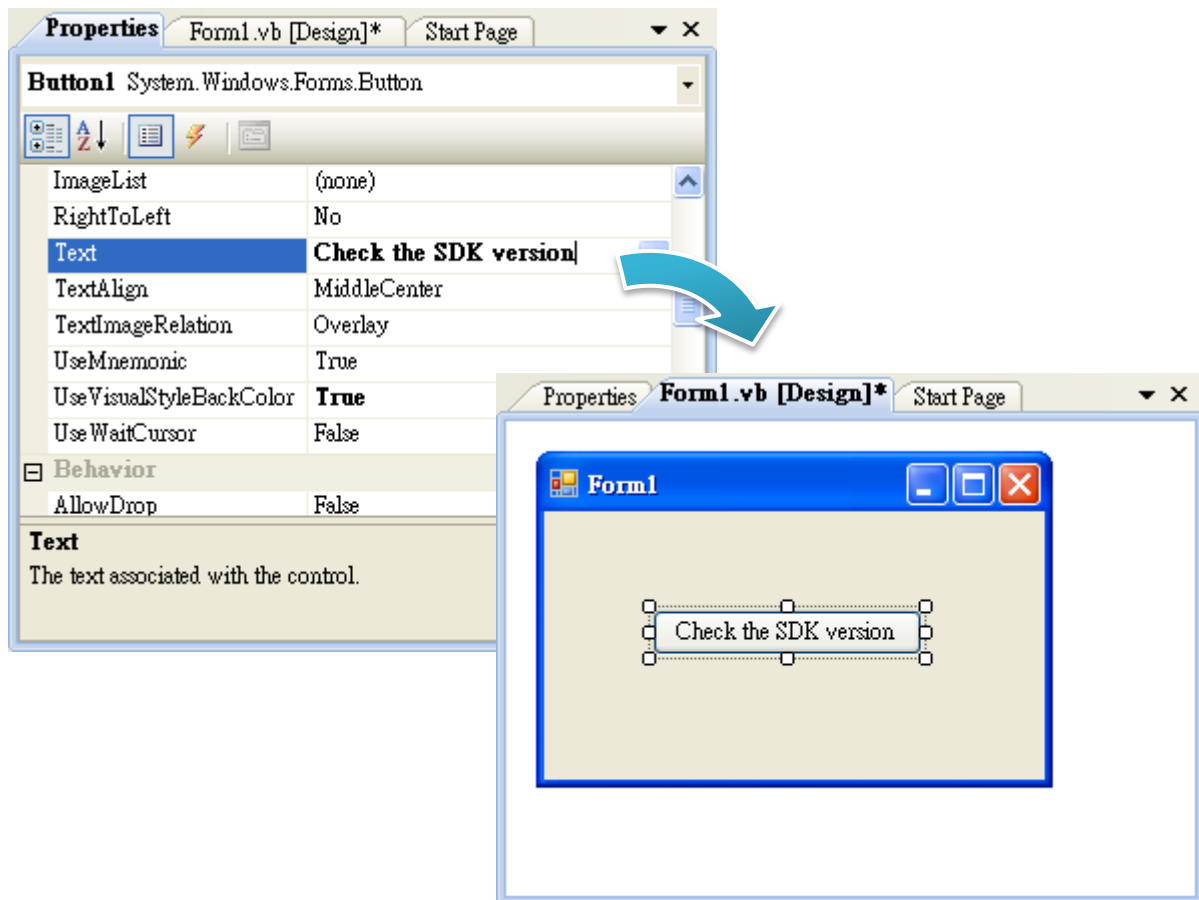 Properties Form1.vb [Design]* Start Page
Button1 System.Windows.Forms.Button
ImageList (none)
RightToLeft No
Text Check the SDK version
TextAlign MiddleCenter
TextImageRelation Overlay
UseMnemonic True
UseVisualStyleBackColor True
UseWaitCursor False
Behavior
AllowDrop False
Text
The text associated with the control.
Properties Form1.vb [Design]* Start Page
Form1
Check the SDK version